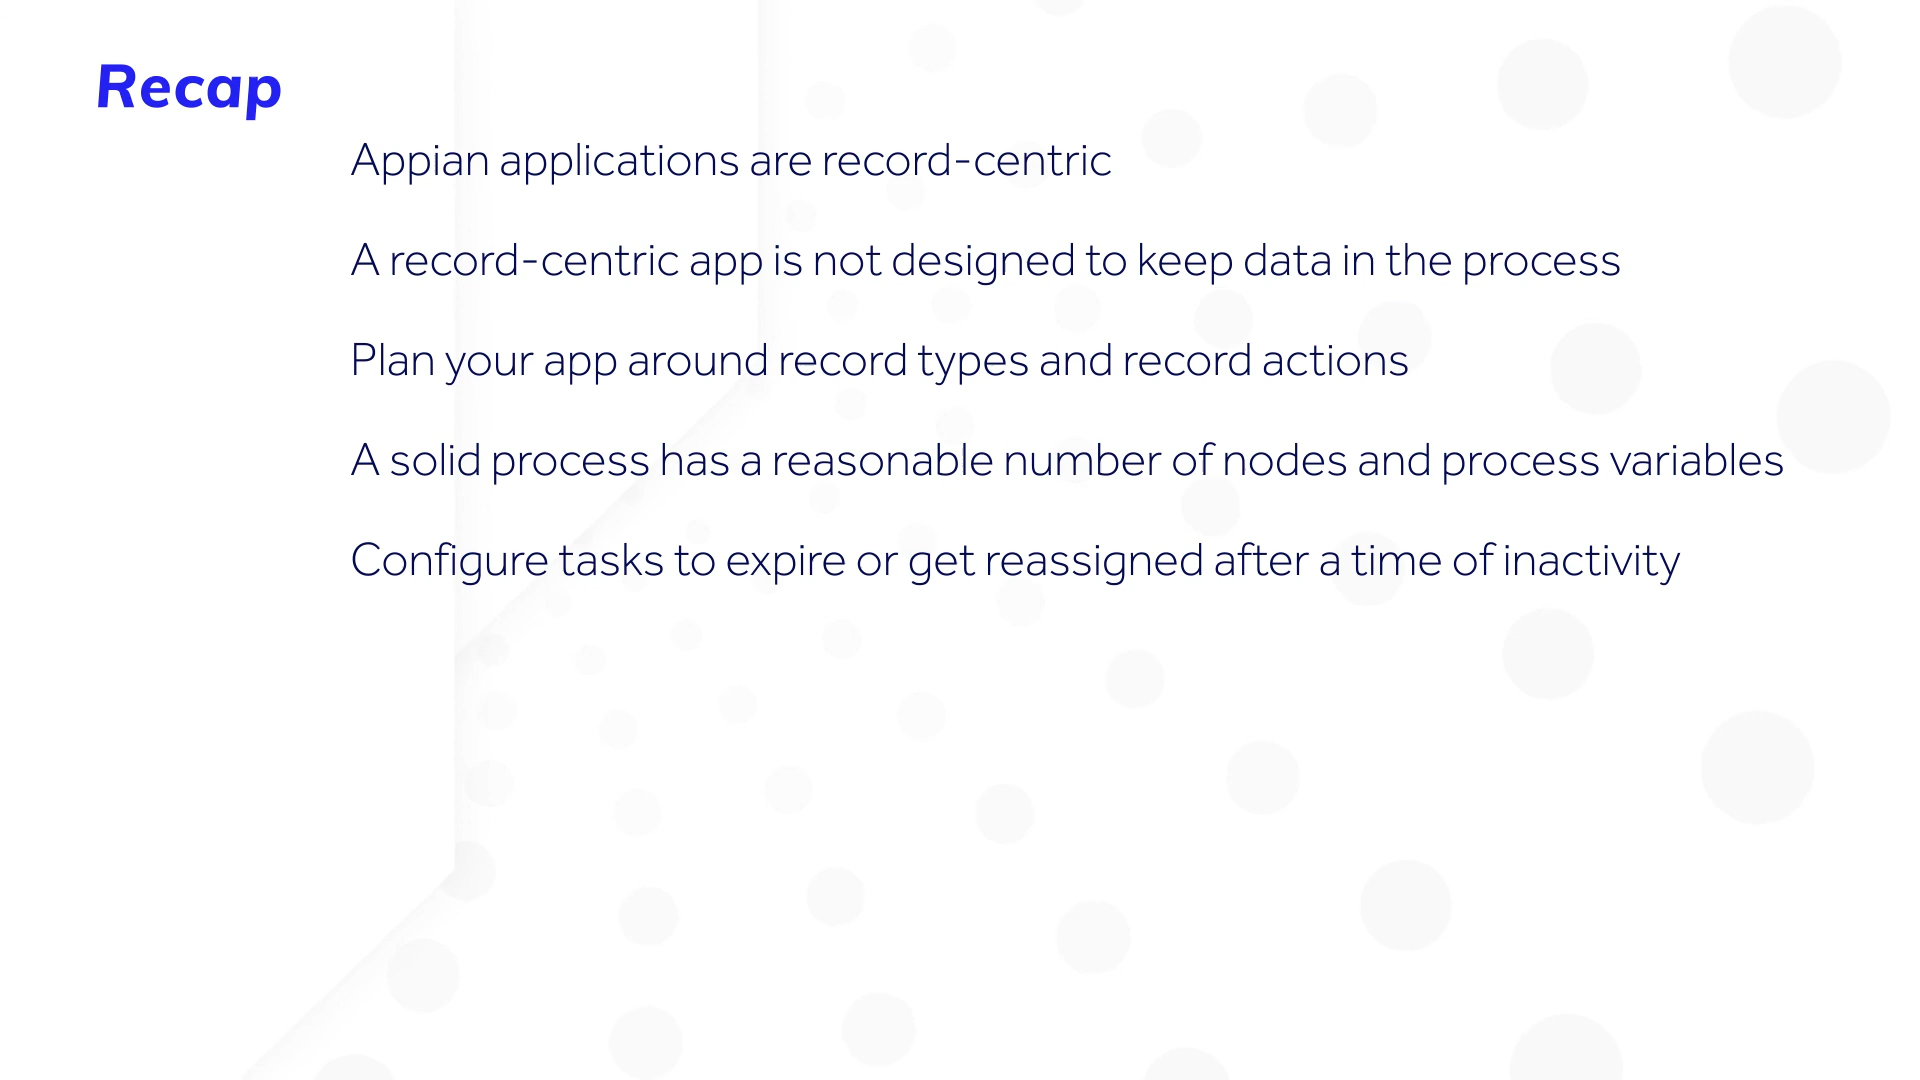 Recap
Appian applications are record-centric
A record-centric app is not designed to keep data in the process
Plan your app around record types and record actions
A solid process has a reasonable number of nodes and process variables
Configure tasks to expire or get reassigned after a time of inactivity